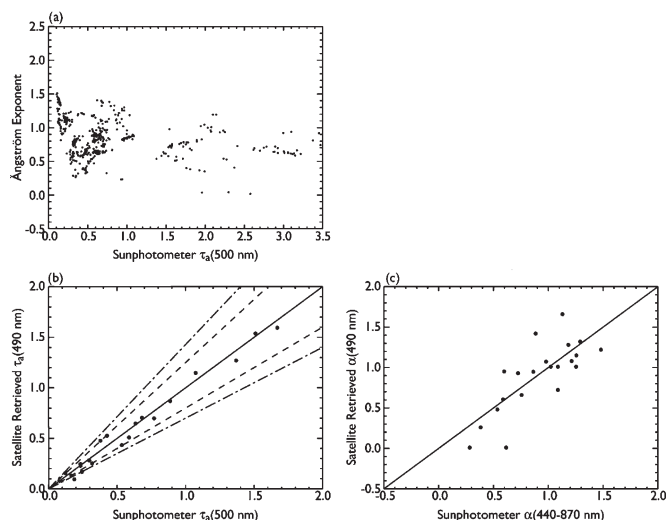 (a)
2.5
2.0
1.5
1.0
0.5
0.0
-0.5
Ångström Exponent
0.0 0.5 1.0 1.5 2.0 2.5 3.0 3.5
Sunphotometer τa(500 nm)
(b)
2.0
1.5
1.0
0.5
0.0
Satellite Retrieved τa(490 nm)
0.0 0.5 1.0 1.5 2.0
Sunphotometer τa(500 nm)
(c)
2.0
1.5
1.0
0.5
0.0
-0.5
Satellite Retrieved α(490 nm)
-0.5 0.0 0.5 1.0 1.5 2.0
Sunphotometer α(440-870 nm)